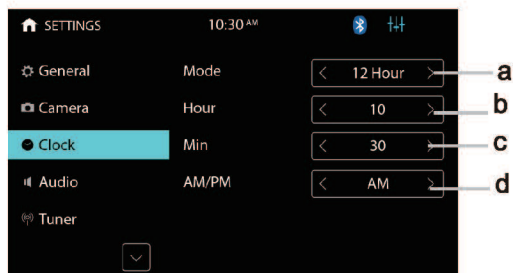 SETTINGS 10:30 AM
General Mode < 12 Hour > a
Camera Hour < 10 > b
Clock Min < 30 > c
Audio AM/PM < AM > d
Tuner